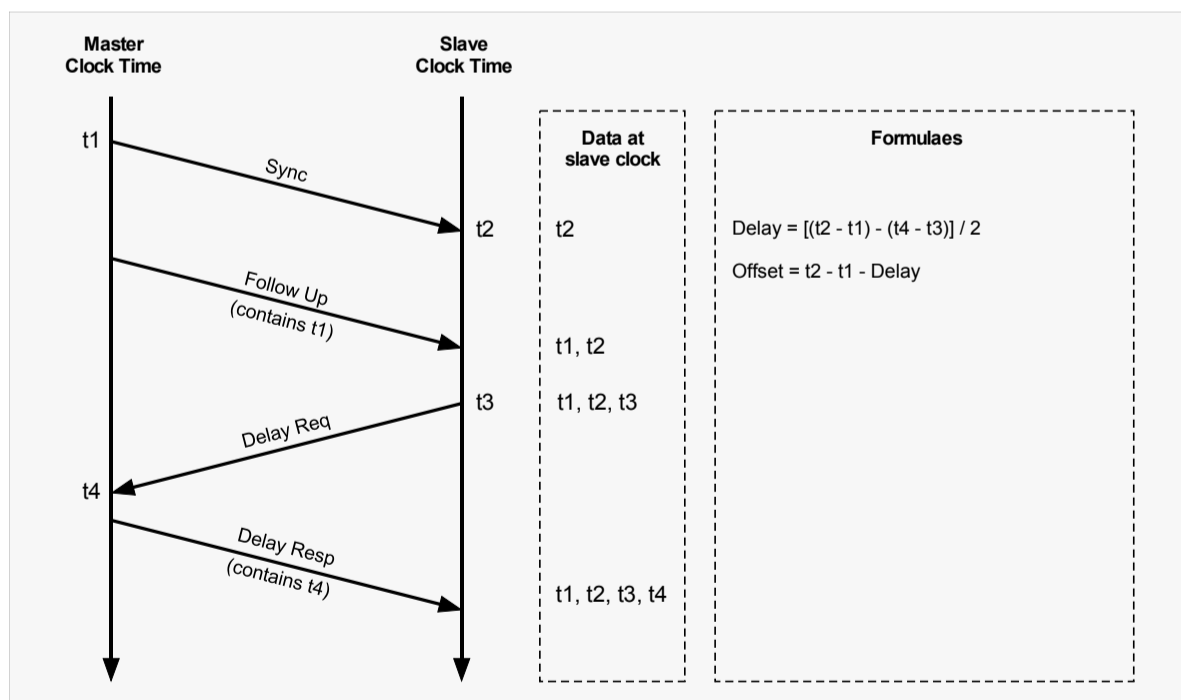 Master
Clock Time
Slave
Clock Time
Data at
slave clock
Formulaes
t1
Sync
t2
t2
Delay = [(t2 - t1) - (t4 - t3)] / 2
Offset = t2 - t1 - Delay
Follow Up
(contains t1)
t1, t2
t3
t1, t2, t3
Delay Req
t4
Delay Resp
(contains t4)
t1, t2, t3, t4